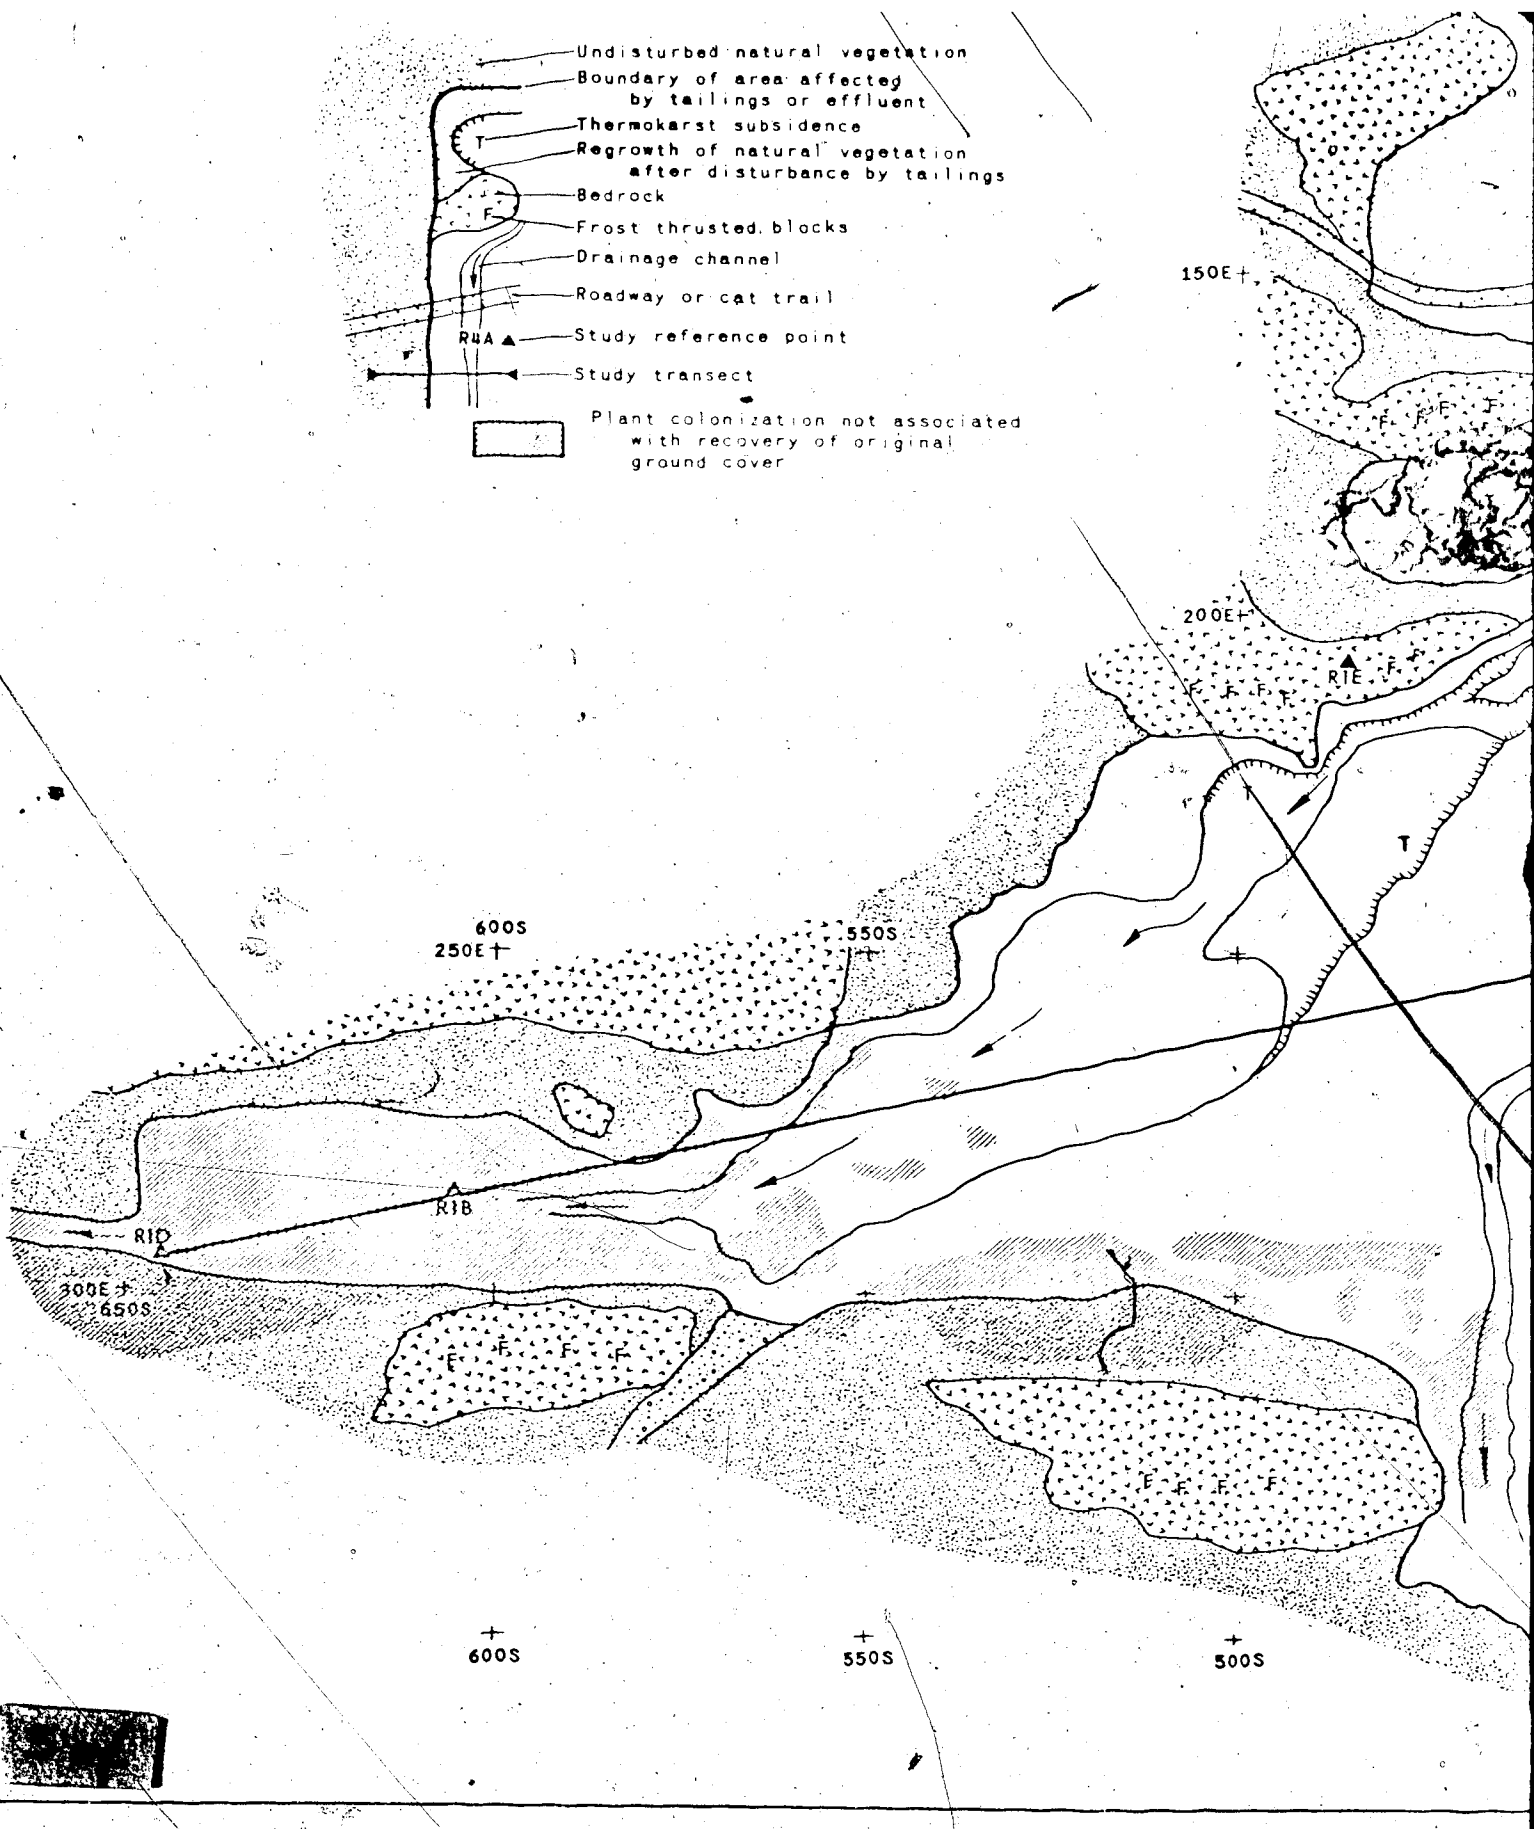 Undisturbed natural vegetation
Boundary of area affected
by tailings or effluent
Thermokarst subsidence
T
Regrowth of natural vegetation
after disturbance by tailings
Bedrock
F
Frost thrusted blocks
Drainage channel
Roadway or cat trail
R4A
Study reference point
Study transect
Plant colonization not associated
with recovery of original
ground cover
150E
F F F F
200E
R1E
F F
F F F F
T
T
600S
250E
550S
R1B
R1D
300E
650S
F F F F
F F F F
600S
550S
500S